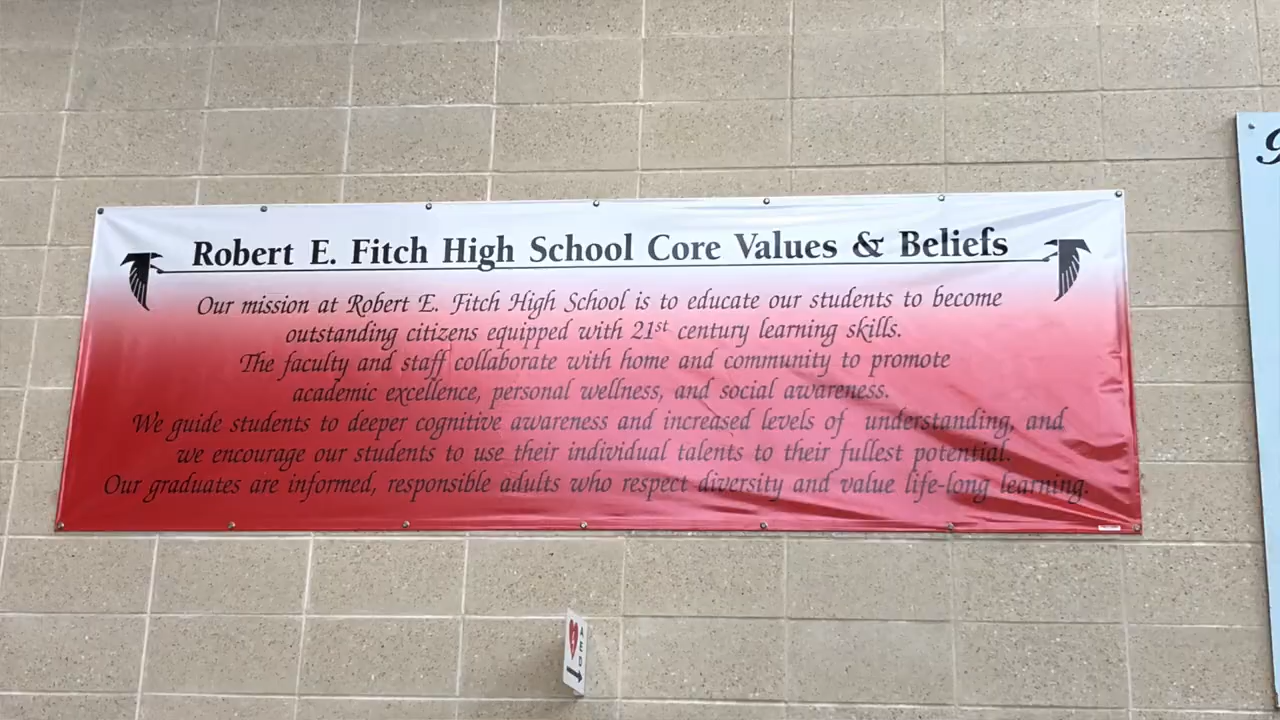 Robert E. Fitch High School Core Values & Beliefs
Our mission at Robert E. Fitch High School is to educate our students to become
outstanding citizens equipped with 21st century learning skills.
The faculty and staff collaborate with home and community to promote
academic excellence, personal wellness, and social awareness.
We guide students to deeper cognitive awareness and increased levels of understanding, and
we encourage our students to use their individual talents to their fullest potential.
Our graduates are informed, responsible adults who respect diversity and value life-long learning.
AED